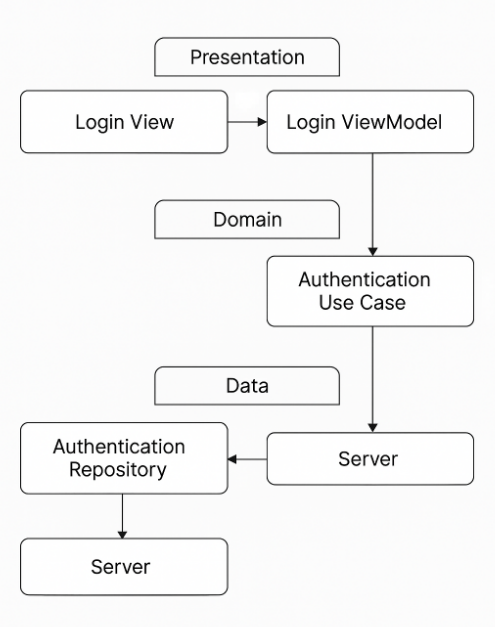 Presentation
Login View
Login ViewModel
Domain
Authentication
Use Case
Data
Authentication
Repository
Server
Server